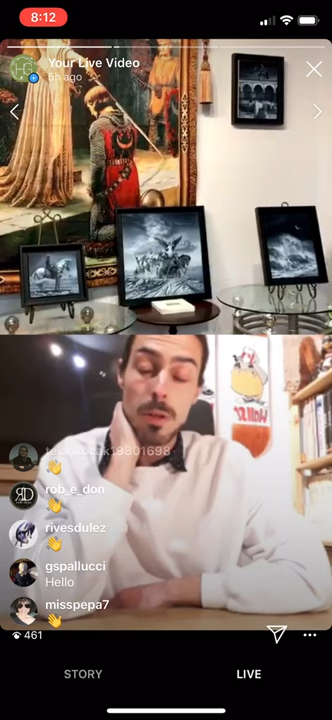 8:12
Your Live Video
5h ago
rob_e_don
👋
rivesdulez
👋
gspallucci
Hello
misspepa7
👋
461
STORY
LIVE